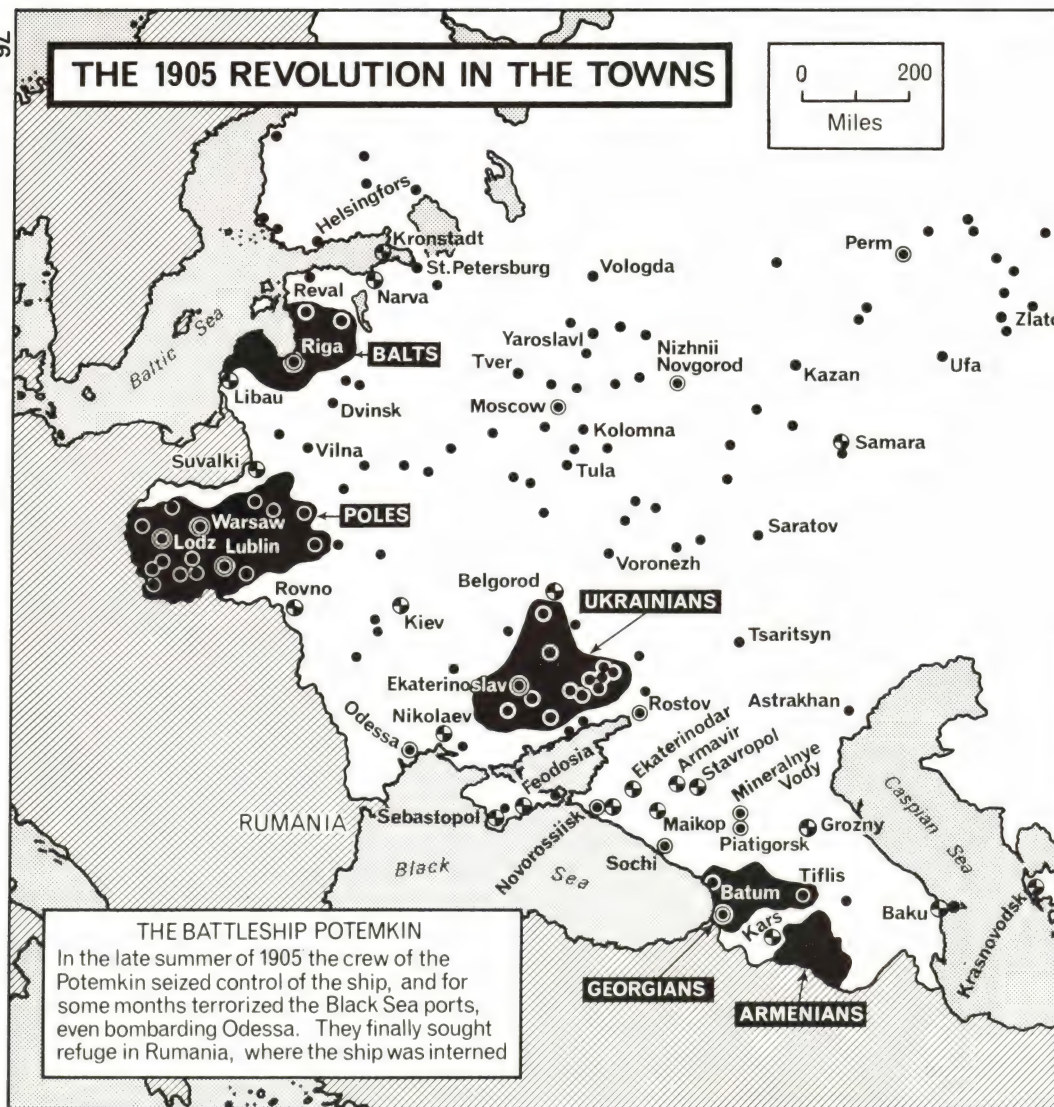 76
THE 1905 REVOLUTION IN THE TOWNS
0 200
Miles
Helsingfors
Kronstadt
St. Petersburg
Reval
Narva
Vologda
Perm
Zlato
Baltic Sea
Riga
BALTS
Yaroslavl
Tver
Nizhnii
Novgorod
Kazan
Ufa
Libau
Dvinsk
Moscow
Kolomna
Samara
Vilna
Suvalki
Tula
Warsaw
POLES
Lodz
Lublin
Saratov
Voronezh
Rovno
Kiev
Belgorod
UKRAINIANS
Tsaritsyn
Ekaterinoslav
Rostov
Astrakhan
Nikolaev
Odessa
Ekaterinodar
Armavir
Stavropol
Mineralnye
Vody
Feodosia
Caspian Sea
RUMANIA
Sebastopol
Novorossiisk
Maikop
Piatigorsk
Grozny
Black Sea
Sochi
Batum
Tiflis
Kars
Baku
Krasnovodsk
GEORGIANS
ARMENIANS
THE BATTLESHIP POTEMKIN
In the late summer of 1905 the crew of the
Potemkin seized control of the ship, and for
some months terrorized the Black Sea ports,
even bombarding Odessa. They finally sought
refuge in Rumania, where the ship was interned